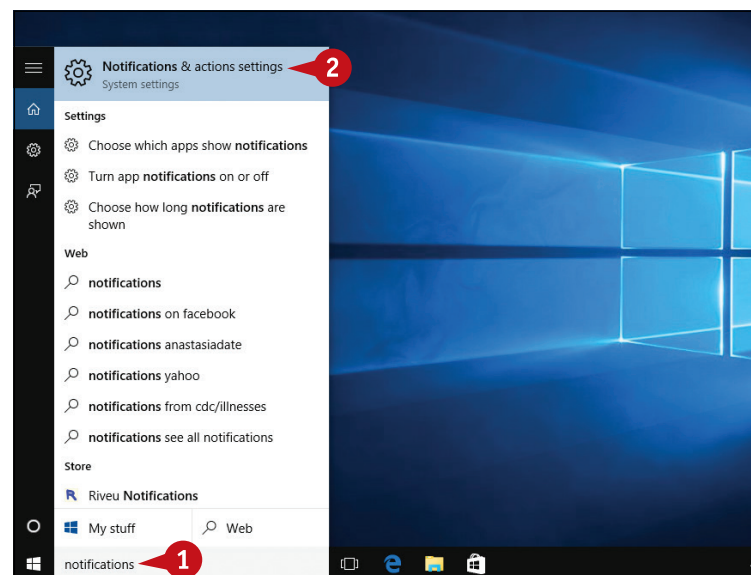 Notifications & actions settings
2
System settings
Settings
Choose which apps show notifications
Turn app notifications on or off
Choose how long notifications are
shown
Web
notifications
notifications on facebook
notifications anastasiadate
notifications yahoo
notifications from cdc/illnesses
notifications see all notifications
Store
R Riveu Notifications
My stuff
Web
notifications
1